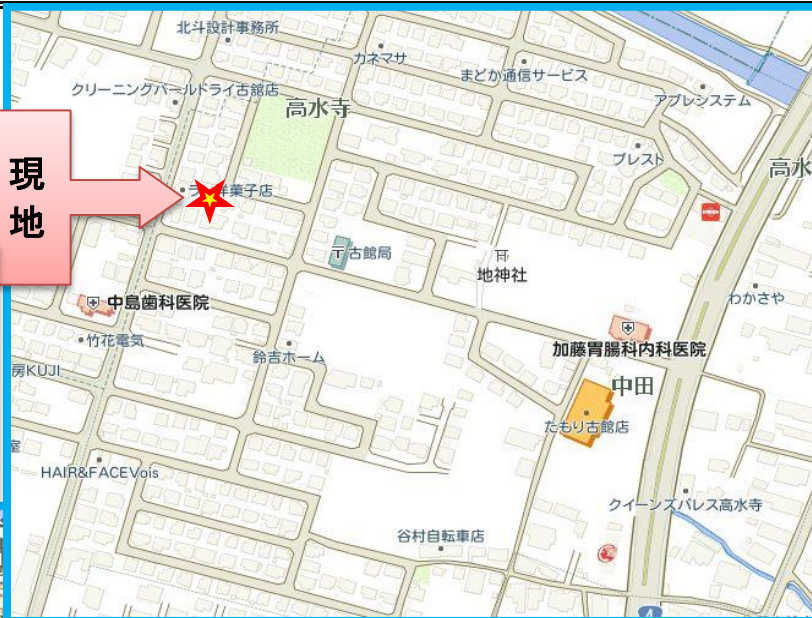 北斗設計事務所
カネマサ
まどか通信サービス
クリーニングパールドライ古舘店
アプレシステム
高水寺
プレスト
高水
現地
洋菓子店
〒古館局
地神社
わかさや
中島歯科医院
竹花電気
鈴吉ホーム
加藤胃腸科内科医院
房KUJI
中田
たもり古館店
室
HAIR&FACEVois
クイーンズパレス高水寺
谷村自転車店
4